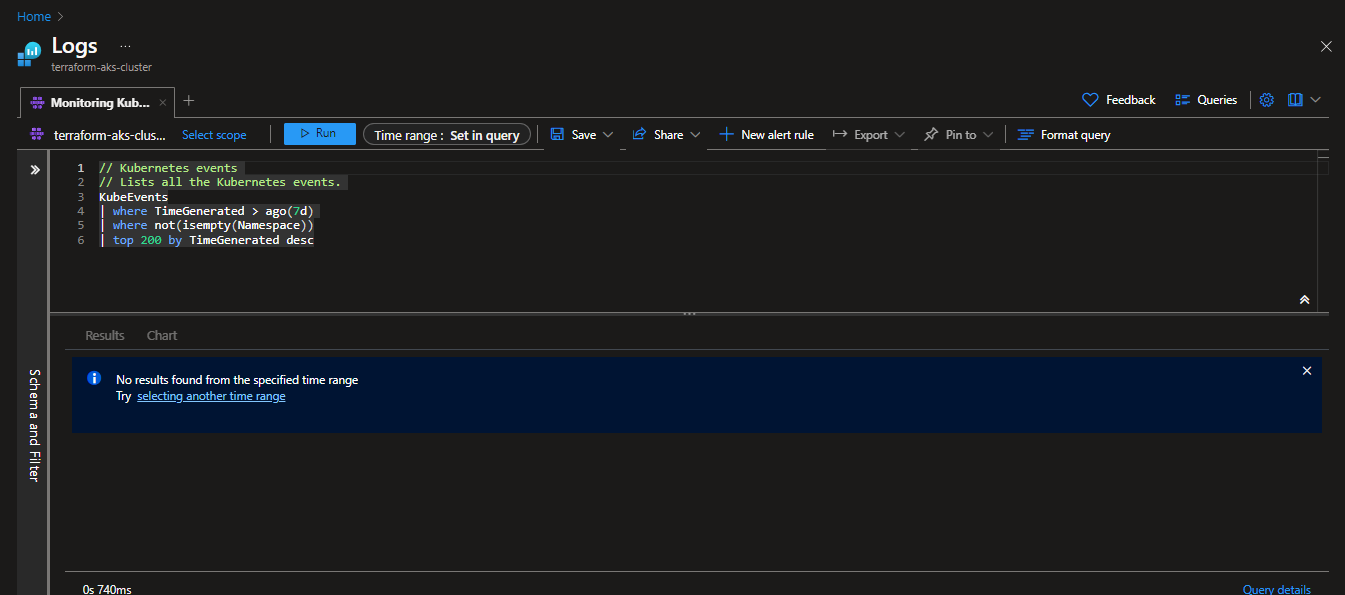 Home >
Logs ...
terraform-aks-cluster
Monitoring Kub...
Feedback Queries
terraform-aks-clus... Select scope Run Time range : Set in query Save Share New alert rule Export Pin to Format query
1 // Kubernetes events
2 // Lists all the Kubernetes events.
3 KubeEvents
4 | where TimeGenerated > ago(7d)
5 | where not(isempty(Namespace))
6 | top 200 by TimeGenerated desc
Schema and Filter
Results Chart
No results found from the specified time range
Try selecting another time range
0s 740ms Query details